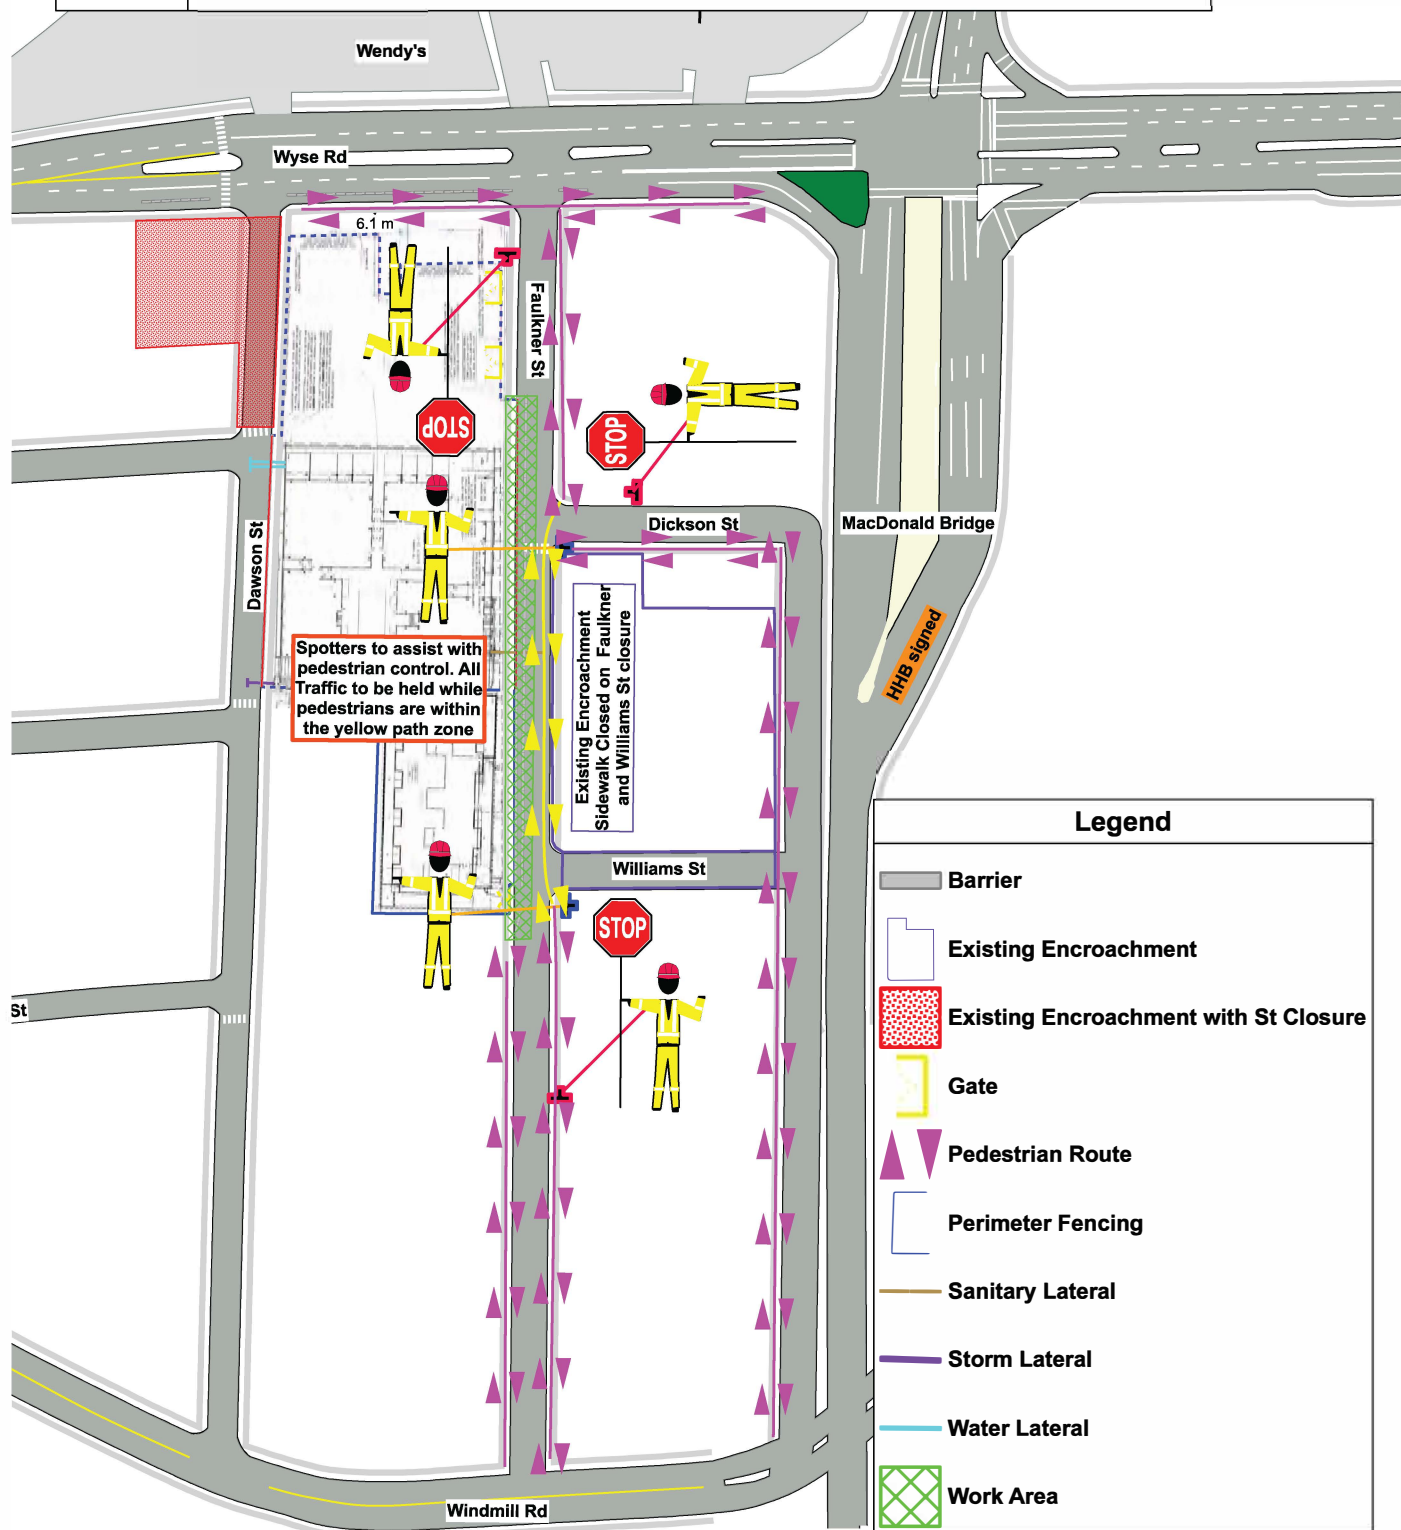 Wendy's
Wyse Rd
6.1 m
Faulkner St
STOP
STOP
Dickson St
MacDonald Bridge
Dawson St
HHB signed
Spotters to assist with
pedestrian control. All
Traffic to be held while
pedestrians are within
the yellow path zone
Existing Encroachment
Sidewalk Closed on Faulkner
and Williams St closure
Williams St
STOP
St
Windmill Rd
Legend
Barrier
Existing Encroachment
Existing Encroachment with St Closure
Gate
Pedestrian Route
Perimeter Fencing
Sanitary Lateral
Storm Lateral
Water Lateral
Work Area